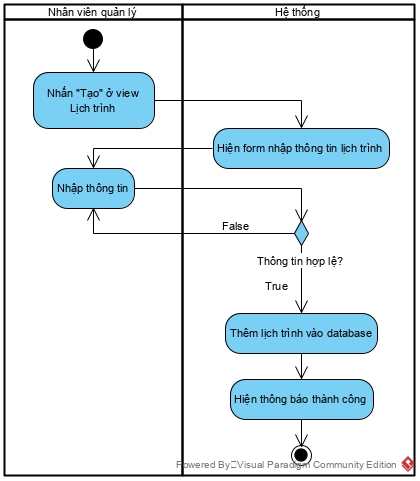 Nhân viên quản lý
Hệ thống
Nhấn "Tạo" ở view
Lịch trình
Hiện form nhập thông tin lịch trình
Nhập thông tin
False
Thông tin hợp lệ?
True
Thêm lịch trình vào database
Hiện thông báo thành công
Powered By Visual Paradigm Community Edition